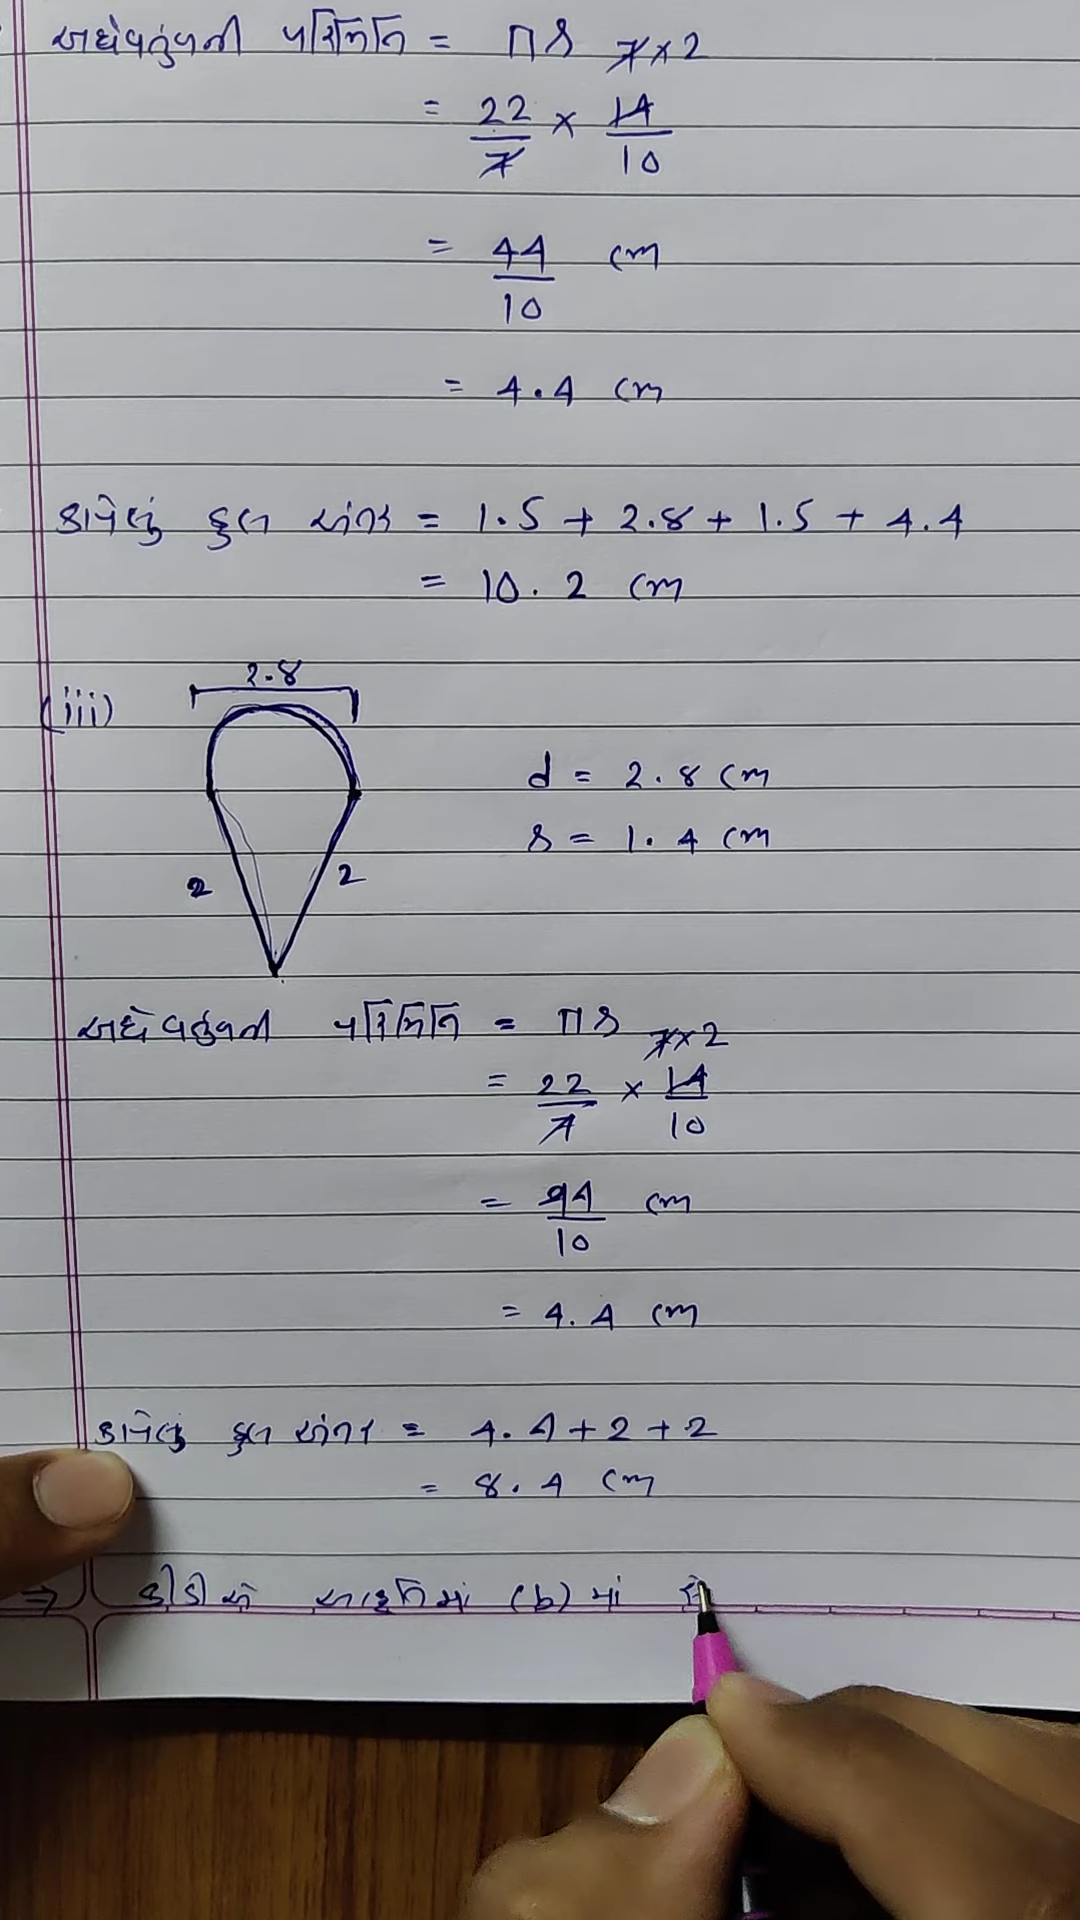 અર્ધવર્તુળની પરિમિતિ = πr 7×2
= 22/7 × 14/10
= 44/10 cm
= 4.4 cm
કાપેલું કુલ અંતર = 1.5 + 2.8 + 1.5 + 4.4
= 10.2 cm
2.8
(iii)
d = 2.8 cm
r = 1.4 cm
2 2
અર્ધવર્તુળની પરિમિતિ = πr 7×2
= 22/7 × 14/10
= 44/10 cm
= 4.4 cm
કાપેલું કુલ અંતર = 4.4 + 2 + 2
= 8.4 cm
⇒ કીડીએ આકૃતિમાં (b) માં